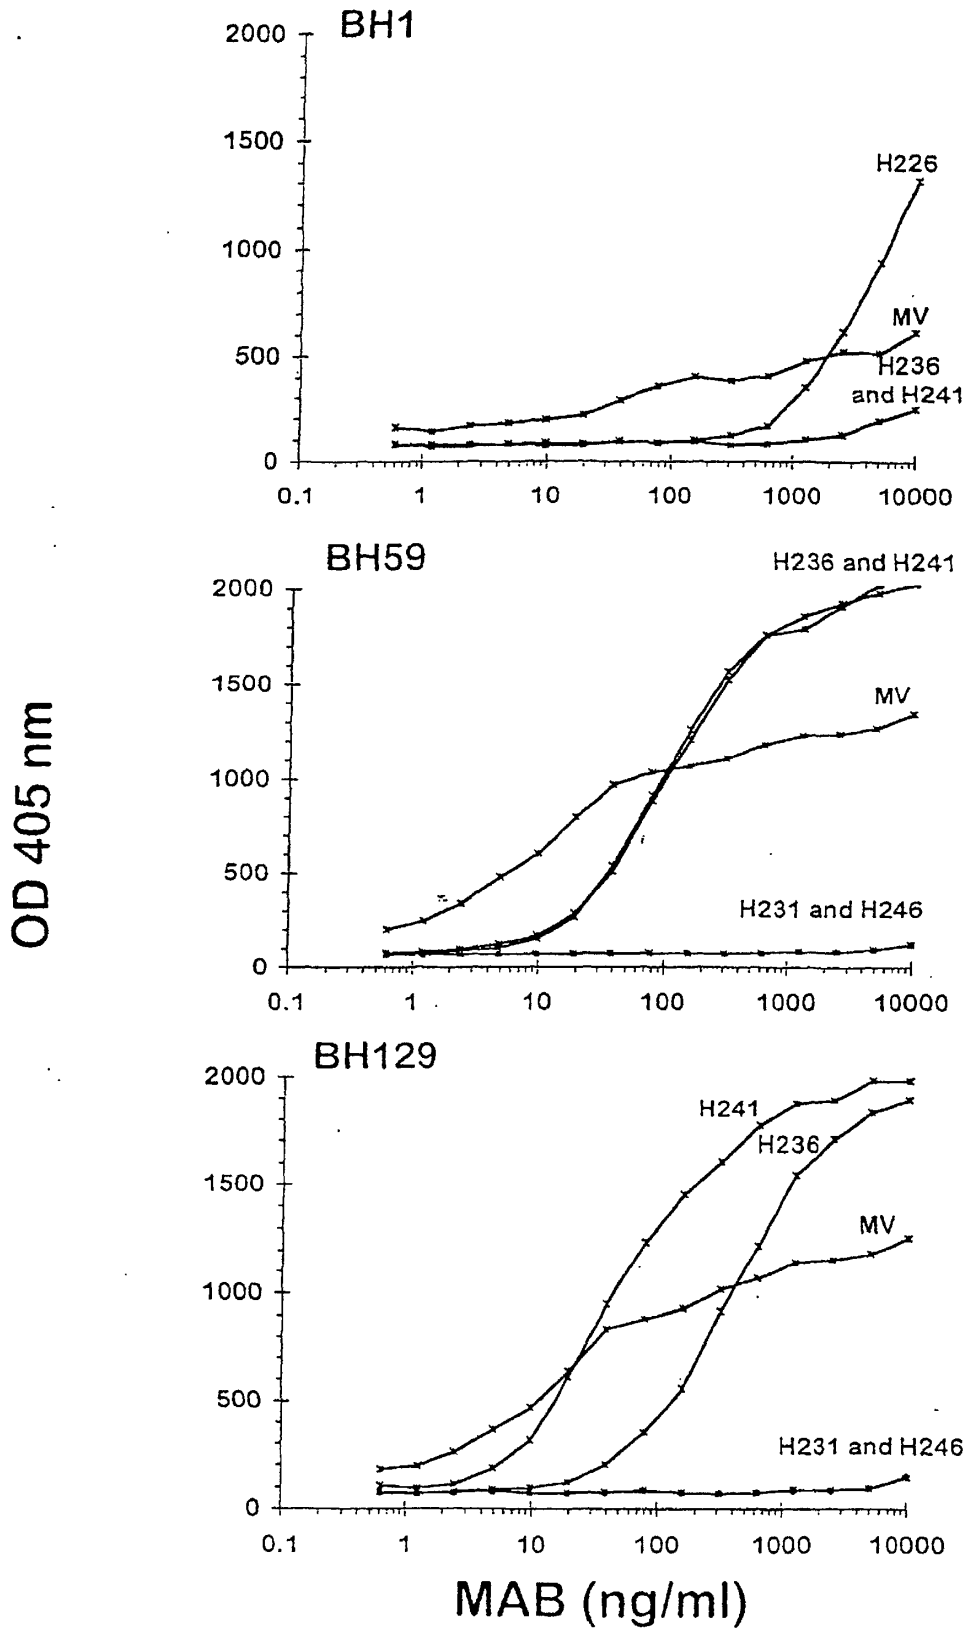 BH1
2000
1500
1000
500
0
H226
MV
H236
and H241
0.1 1 10 100 1000 10000
BH59
H236 and H241
2000
1500
1000
500
0
MV
H231 and H246
0.1 1 10 100 1000 10000
OD 405 nm
BH129
2000
1500
1000
500
0
H241
H236
MV
H231 and H246
0.1 1 10 100 1000 10000
MAB (ng/ml)